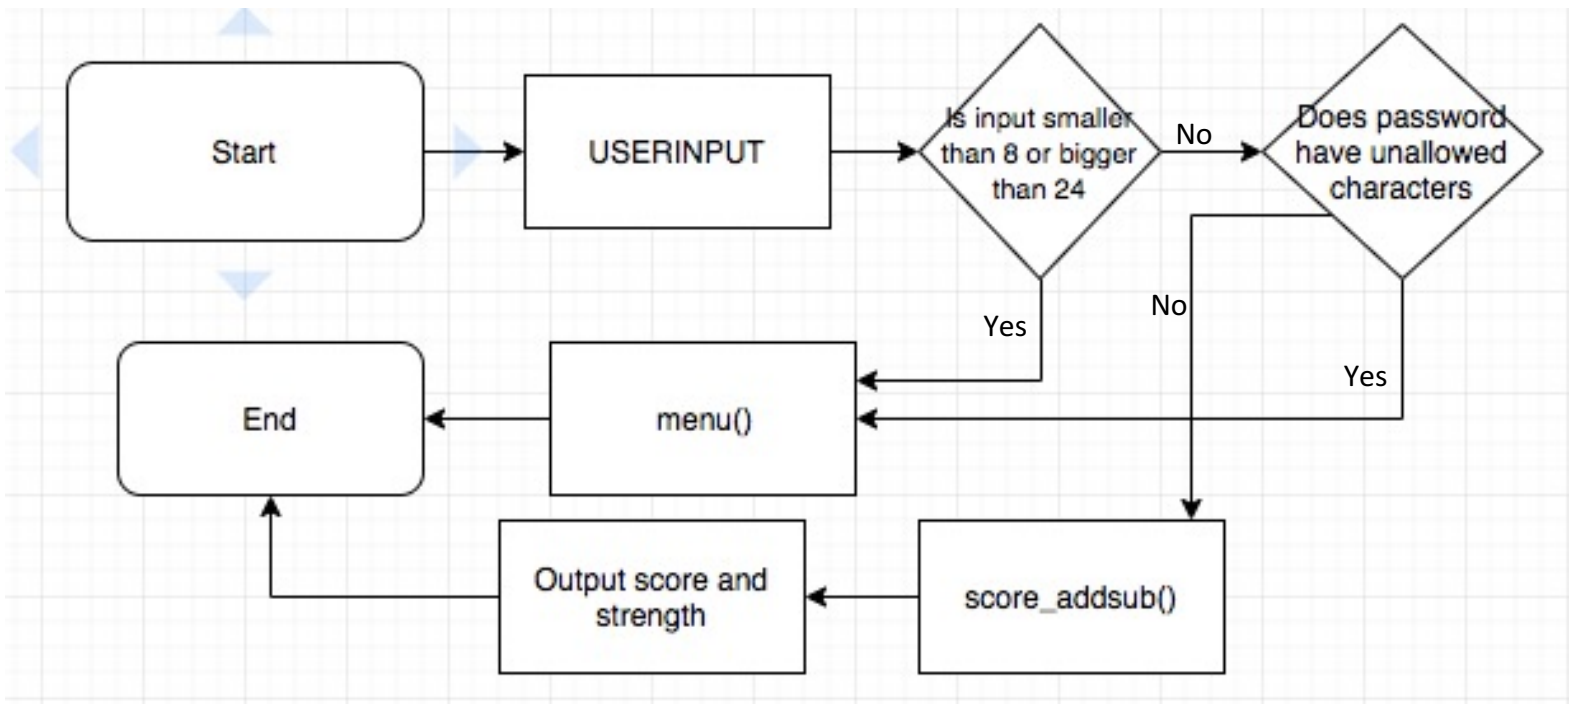 Start
USERINPUT
Is input smaller
than 8 or bigger
than 24
No
Does password
have unallowed
characters
Yes
No
Yes
End
menu()
Output score and
strength
score_addsub()